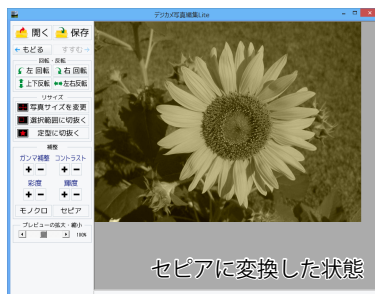 デジカメ写真編集Lite
開く 保存
もどる すすむ
回転・反転
左 回転 右 回転
上下反転 左右反転
リサイズ
写真サイズを変更
選択範囲に切抜く
定型に切抜く
補整
ガンマ補整 コントラスト
+ - + -
彩度 輝度
+ - + -
モノクロ セピア
プレビューの拡大・縮小
100%
セピアに変換した状態